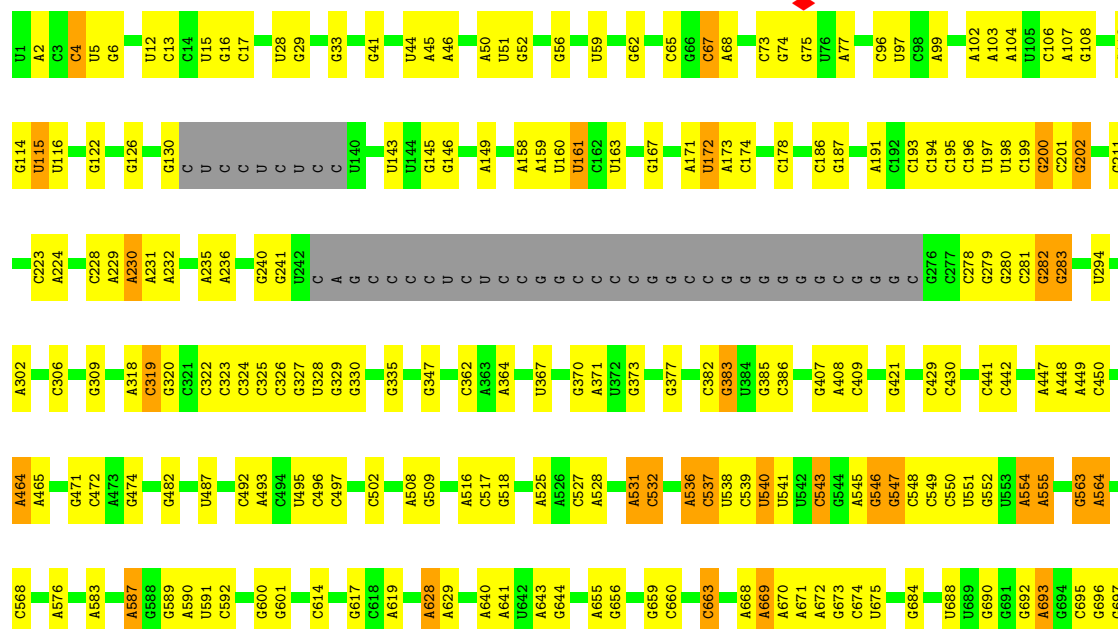 U1 A2 C3 C4 U5 G6 U12 C13 C14 U15 G16 C17 U28 G29 G33 G41 U44 A45 A46 A50 U51 G52 G56 U59 G62 C65 G66 C67 A68 C73 G74 G75 U76 A77 C96 U97 C98 A99 A102 A103 A104 U105 C106 A107 G108
G114 U115 U116 G122 G126 G130 C U C C U C U C C U140 U143 U144 G145 G146 A149 A158 A159 U160 U161 C162 U163 G167 A171 U172 A173 C174 C178 C186 G187 A191 C192 C193 C194 C195 C196 U197 U198 C199 G200 C201 G202 G211
C223 A224 C228 A229 A230 A231 A232 A235 A236 G240 G241 U242 C A G C C C C U C U C C G G C C C C G G C C G G G G G C G G G C G276 C277 C278 G279 G280 C281 G282 G283 U294
A302 C306 G309 A318 C319 G320 C321 C322 C323 C324 C325 C326 G327 U328 G329 G330 G335 G347 C362 A363 A364 U367 G370 A371 U372 G373 G377 C382 G383 U384 G385 C386 G407 A408 C409 G421 C429 C430 C441 C442 A447 A448 A449 C450
A464 A465 G471 C472 A473 G474 G482 U487 C492 A493 C494 U495 C496 C497 C502 A508 G509 A516 C517 G518 A525 A526 C527 A528 A531 C532 A536 C537 U538 C539 U540 U541 U542 C543 G544 A545 G546 G547 C548 C549 C550 U551 G552 U553 A554 A555 G563 A564
C568 A576 A583 A587 G588 G589 A590 U591 C592 G600 G601 C614 G617 C618 A619 A628 A629 A640 A641 U642 A643 G644 A655 G656 G659 C660 C663 A668 A669 A670 A671 A672 G673 C674 U675 G684 U688 U689 G690 G691 G692 A693 G694 C695 G696 G697